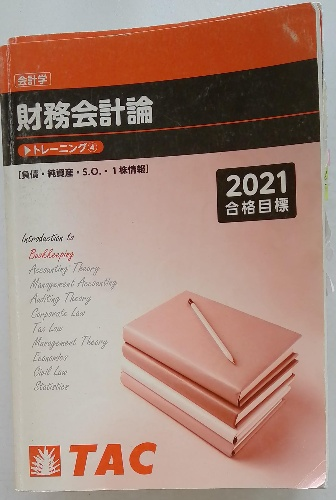 会計学
財務会計論
▶トレーニング④
[負債・純資産・S.O.・1株情報]
2021
合格目標
Introduction to
Bookkeeping
Accounting Theory
Management Accounting
Auditing Theory
Corporate Law
Tax Law
Management Theory
Economics
Civil Law
Statistics
TAC